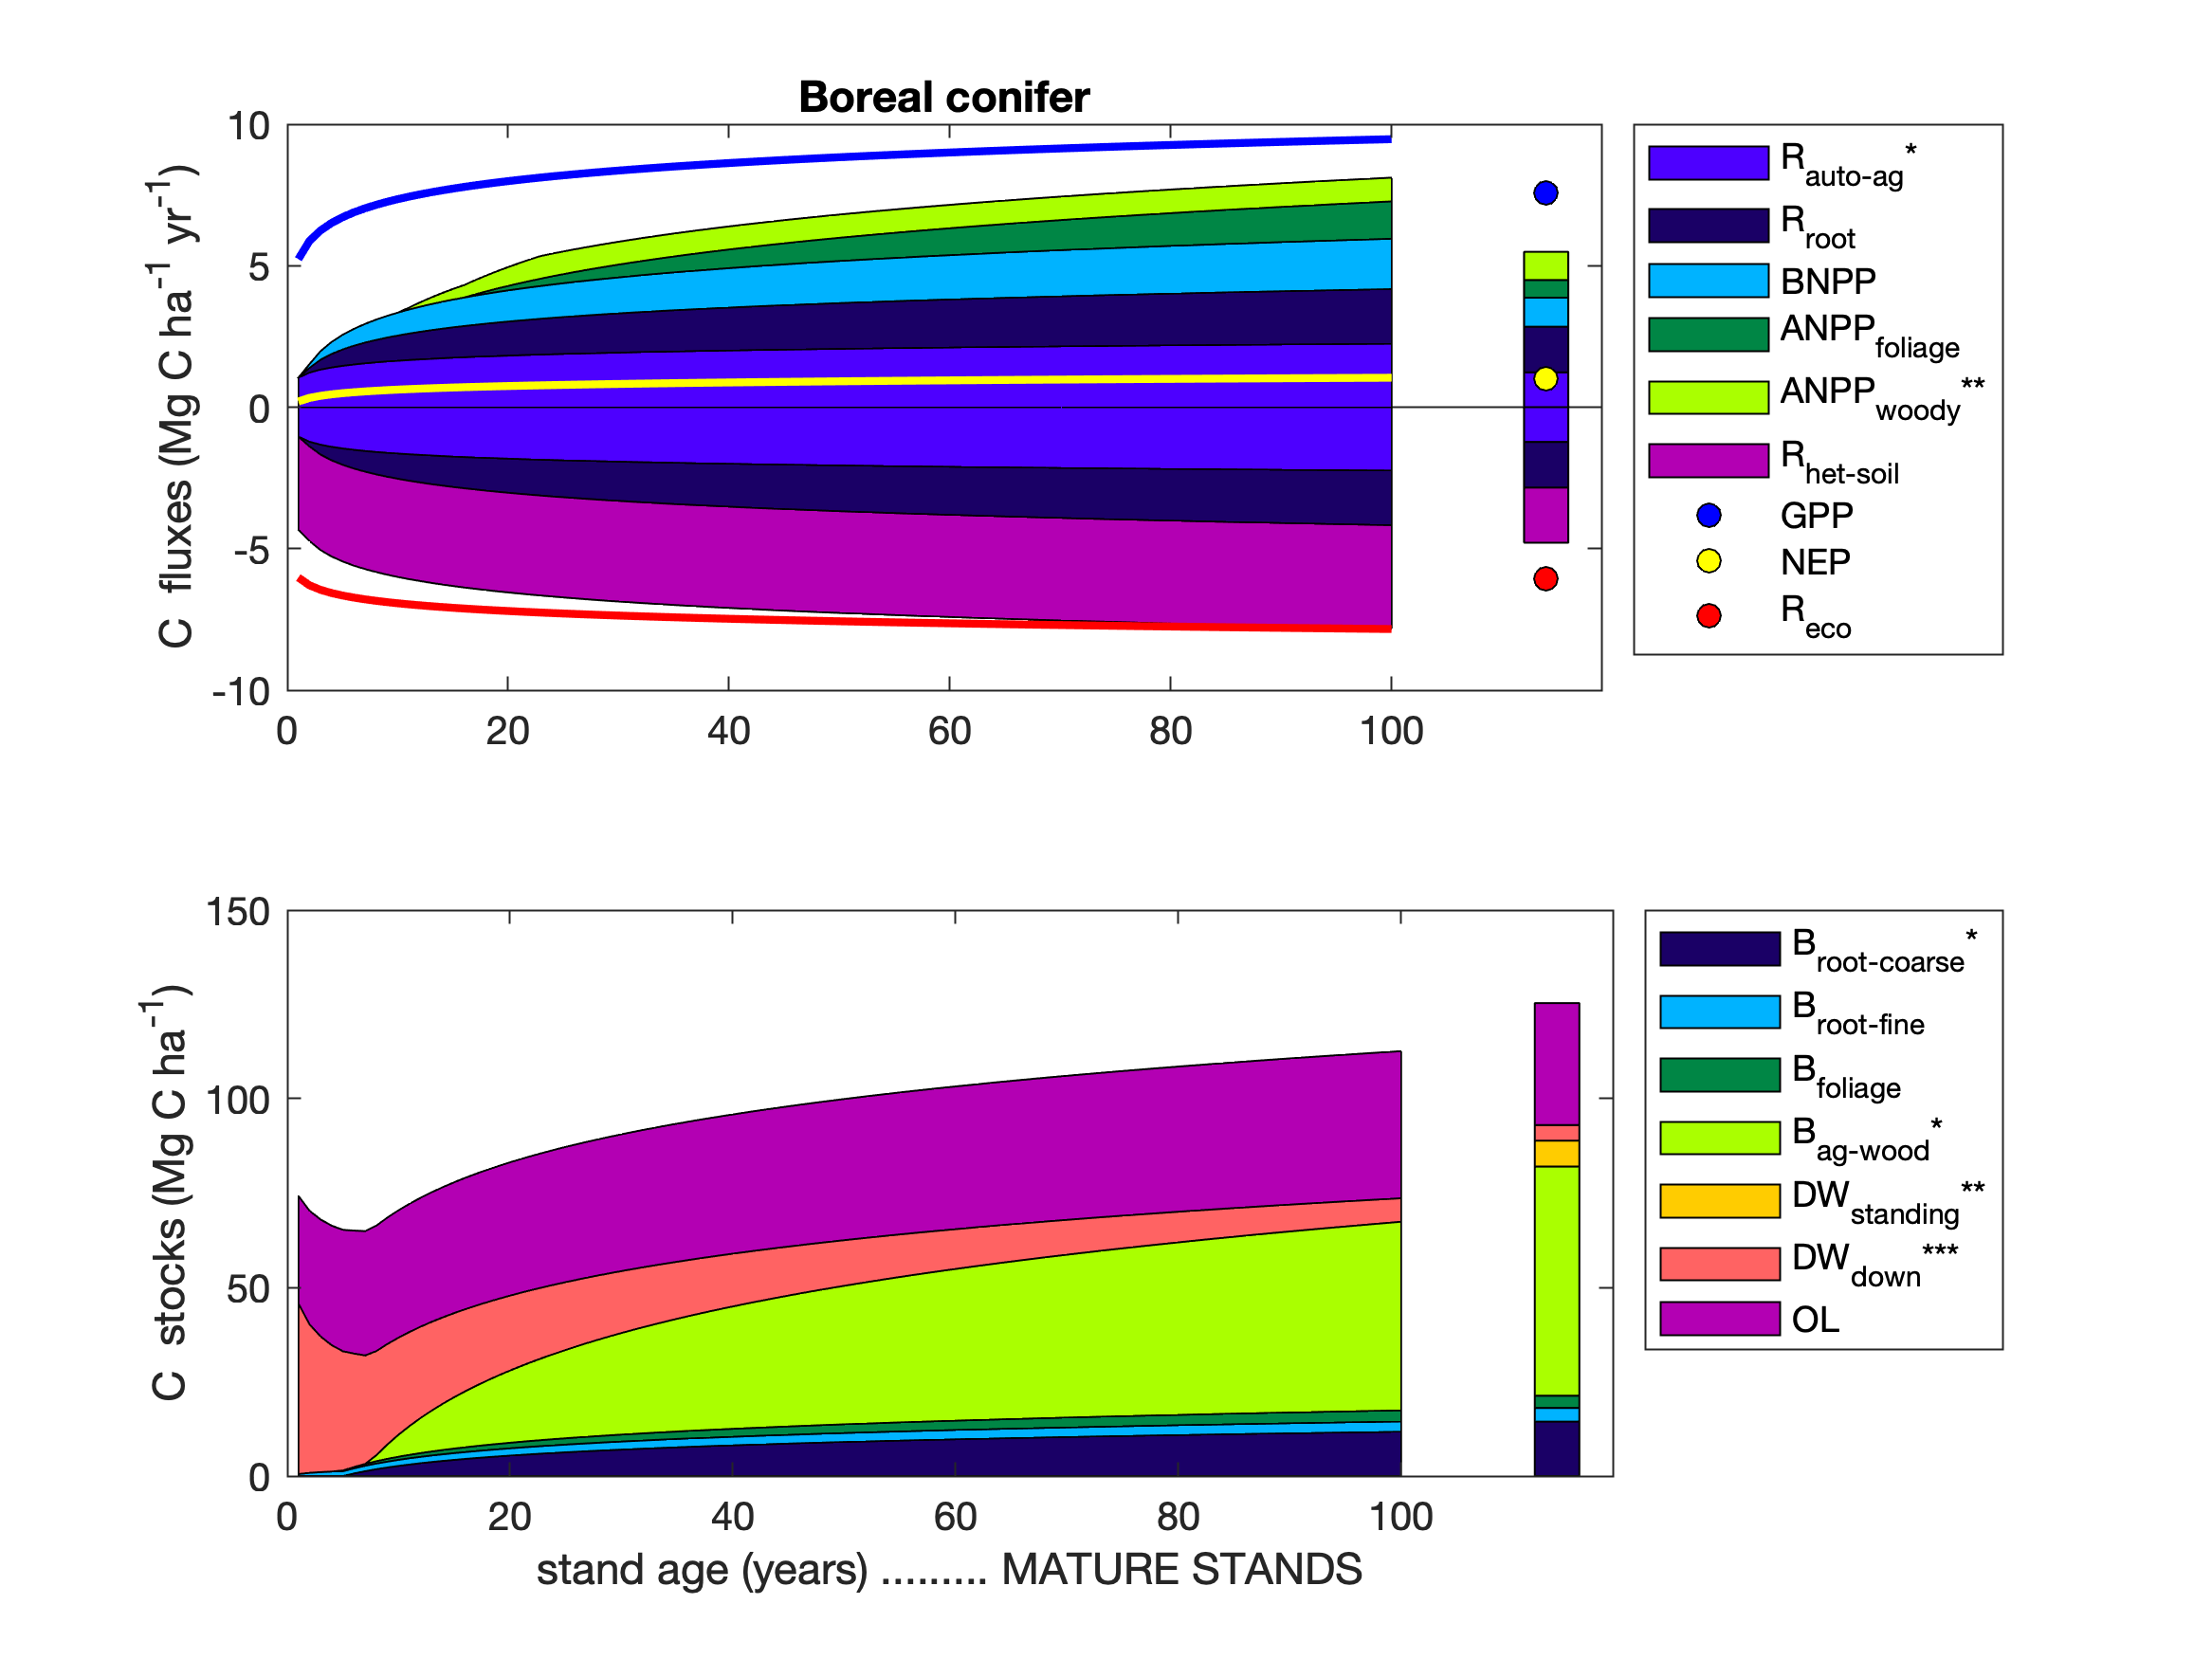 Boreal conifer
C fluxes (Mg C ha-1 yr-1)
10
5
0
-5
-10
0 20 40 60 80 100
Rauto-ag*
Rroot
BNPP
ANPPfoliage
ANPPwoody**
Rhet-soil
GPP
NEP
Reco
C stocks (Mg C ha-1)
150
100
50
0
0 20 40 60 80 100
stand age (years) ......... MATURE STANDS
Broot-coarse*
Broot-fine
Bfoliage
Bag-wood*
DWstanding**
DWdown***
OL